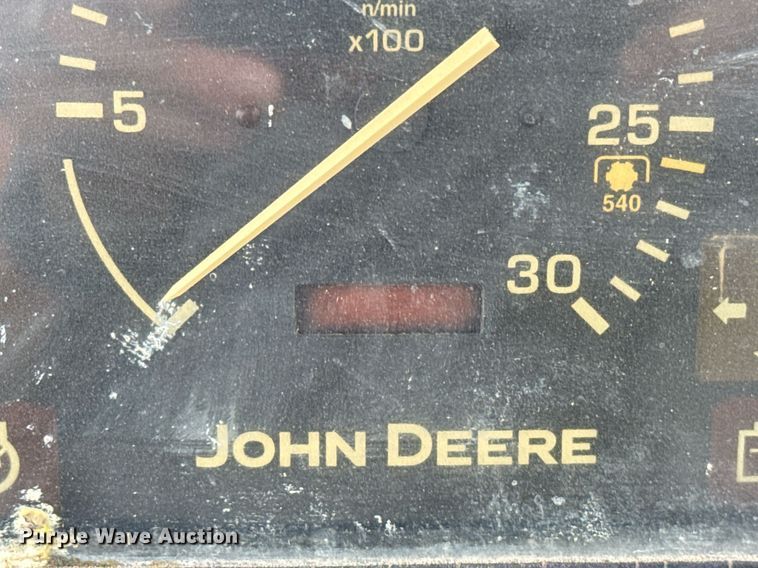 n/min
x100
5
25
540
30
JOHN DEERE
Purple Wave Auction